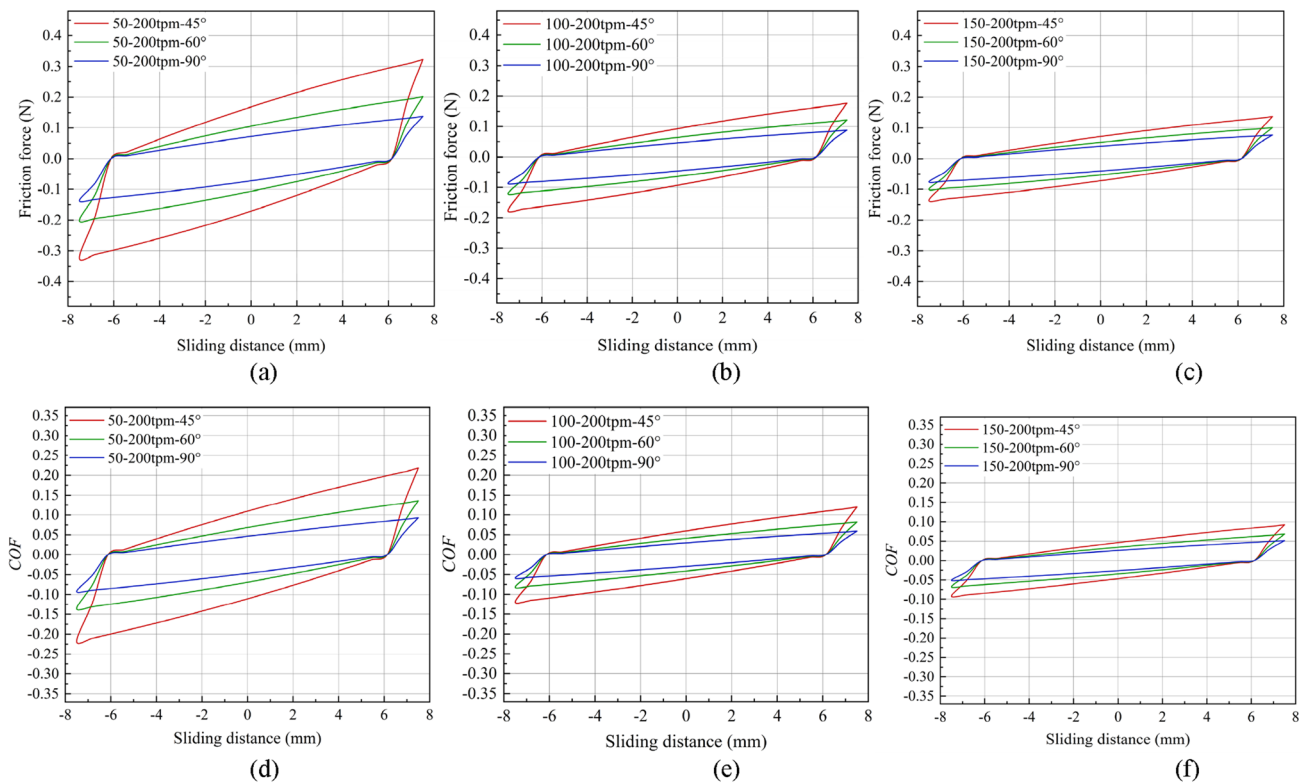 50-200tpm-45°
50-200tpm-60°
50-200tpm-90°
Friction force (N)
0.4
0.3
0.2
0.1
0.0
-0.1
-0.2
-0.3
-0.4
-8 -6 -4 -2 0 2 4 6 8
Sliding distance (mm)
(a)
100-200tpm-45°
100-200tpm-60°
100-200tpm-90°
Friction force (N)
0.4
0.3
0.2
0.1
0.0
-0.1
-0.2
-0.3
-0.4
-8 -6 -4 -2 0 2 4 6 8
Sliding distance (mm)
(b)
150-200tpm-45°
150-200tpm-60°
150-200tpm-90°
Friction force (N)
0.4
0.3
0.2
0.1
0.0
-0.1
-0.2
-0.3
-0.4
-8 -6 -4 -2 0 2 4 6 8
Sliding distance (mm)
(c)
50-200tpm-45°
50-200tpm-60°
50-200tpm-90°
COF
0.35
0.30
0.25
0.20
0.15
0.10
0.05
0.00
-0.05
-0.10
-0.15
-0.20
-0.25
-0.30
-0.35
-8 -6 -4 -2 0 2 4 6 8
Sliding distance (mm)
(d)
100-200tpm-45°
100-200tpm-60°
100-200tpm-90°
COF
0.35
0.30
0.25
0.20
0.15
0.10
0.05
0.00
-0.05
-0.10
-0.15
-0.20
-0.25
-0.30
-0.35
-8 -6 -4 -2 0 2 4 6 8
Sliding distance (mm)
(e)
150-200tpm-45°
150-200tpm-60°
150-200tpm-90°
COF
0.35
0.30
0.25
0.20
0.15
0.10
0.05
0.00
-0.05
-0.10
-0.15
-0.20
-0.25
-0.30
-0.35
-8 -6 -4 -2 0 2 4 6 8
Sliding distance (mm)
(f)